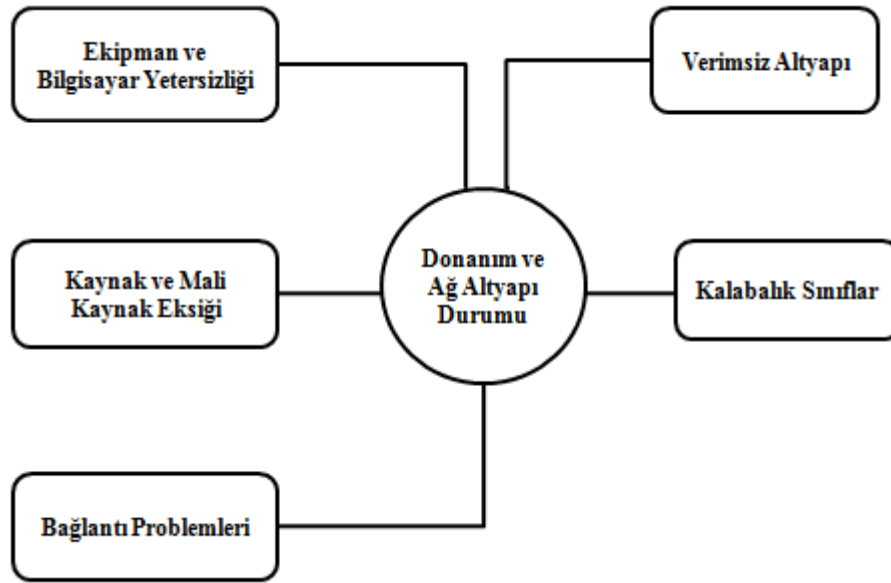 Ekipman ve
Bilgisayar Yetersizliği
Verimsiz Altyapı
Kaynak ve Mali
Kaynak Eksiği
Donanım ve
Ağ Altyapı
Durumu
Kalabalık Sınıflar
Bağlantı Problemleri